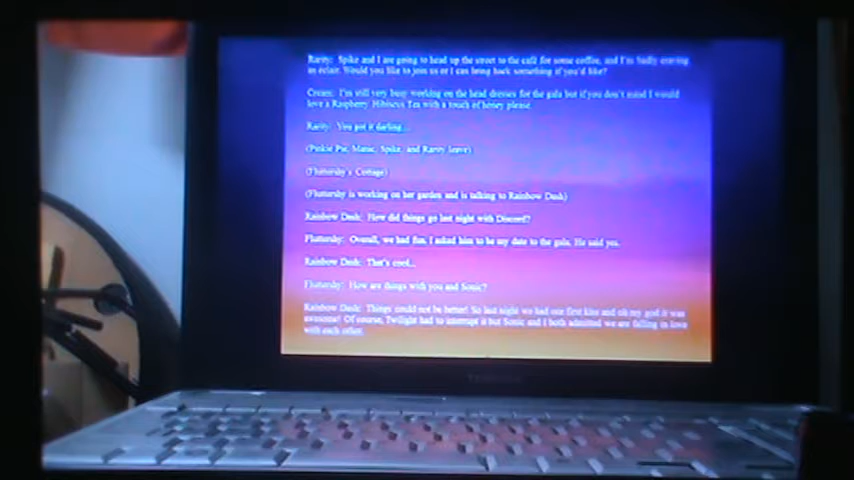 Rarity: Spike and I are going to head up the street to the café for some coffee, and I'm badly craving
an éclair. Would you like to join us or I can bring back something if you'd like?
Cream: I'm still very busy working on the head dresses for the gala but if you don't mind I would
love a Raspberry Hibiscus Tea with a touch of honey please.
Rarity: You got it darling...
(Pinkie Pie, Manic, Spike, and Rarity leave)
(Fluttershy's Cottage)
(Fluttershy is working on her garden and is talking to Rainbow Dash)
Rainbow Dash: How did things go last night with Discord?
Fluttershy: Overall, we had fun. I asked him to be my date to the gala. He said yes.
Rainbow Dash: That's cool...
Fluttershy: How are things with you and Sonic?
Rainbow Dash: Things could not be better! So last night we had our first kiss and oh my god it was
awesome! Of course, Twilight had to interrupt it but Sonic and I both admitted we are falling in love
with each other.
TOSHIBA